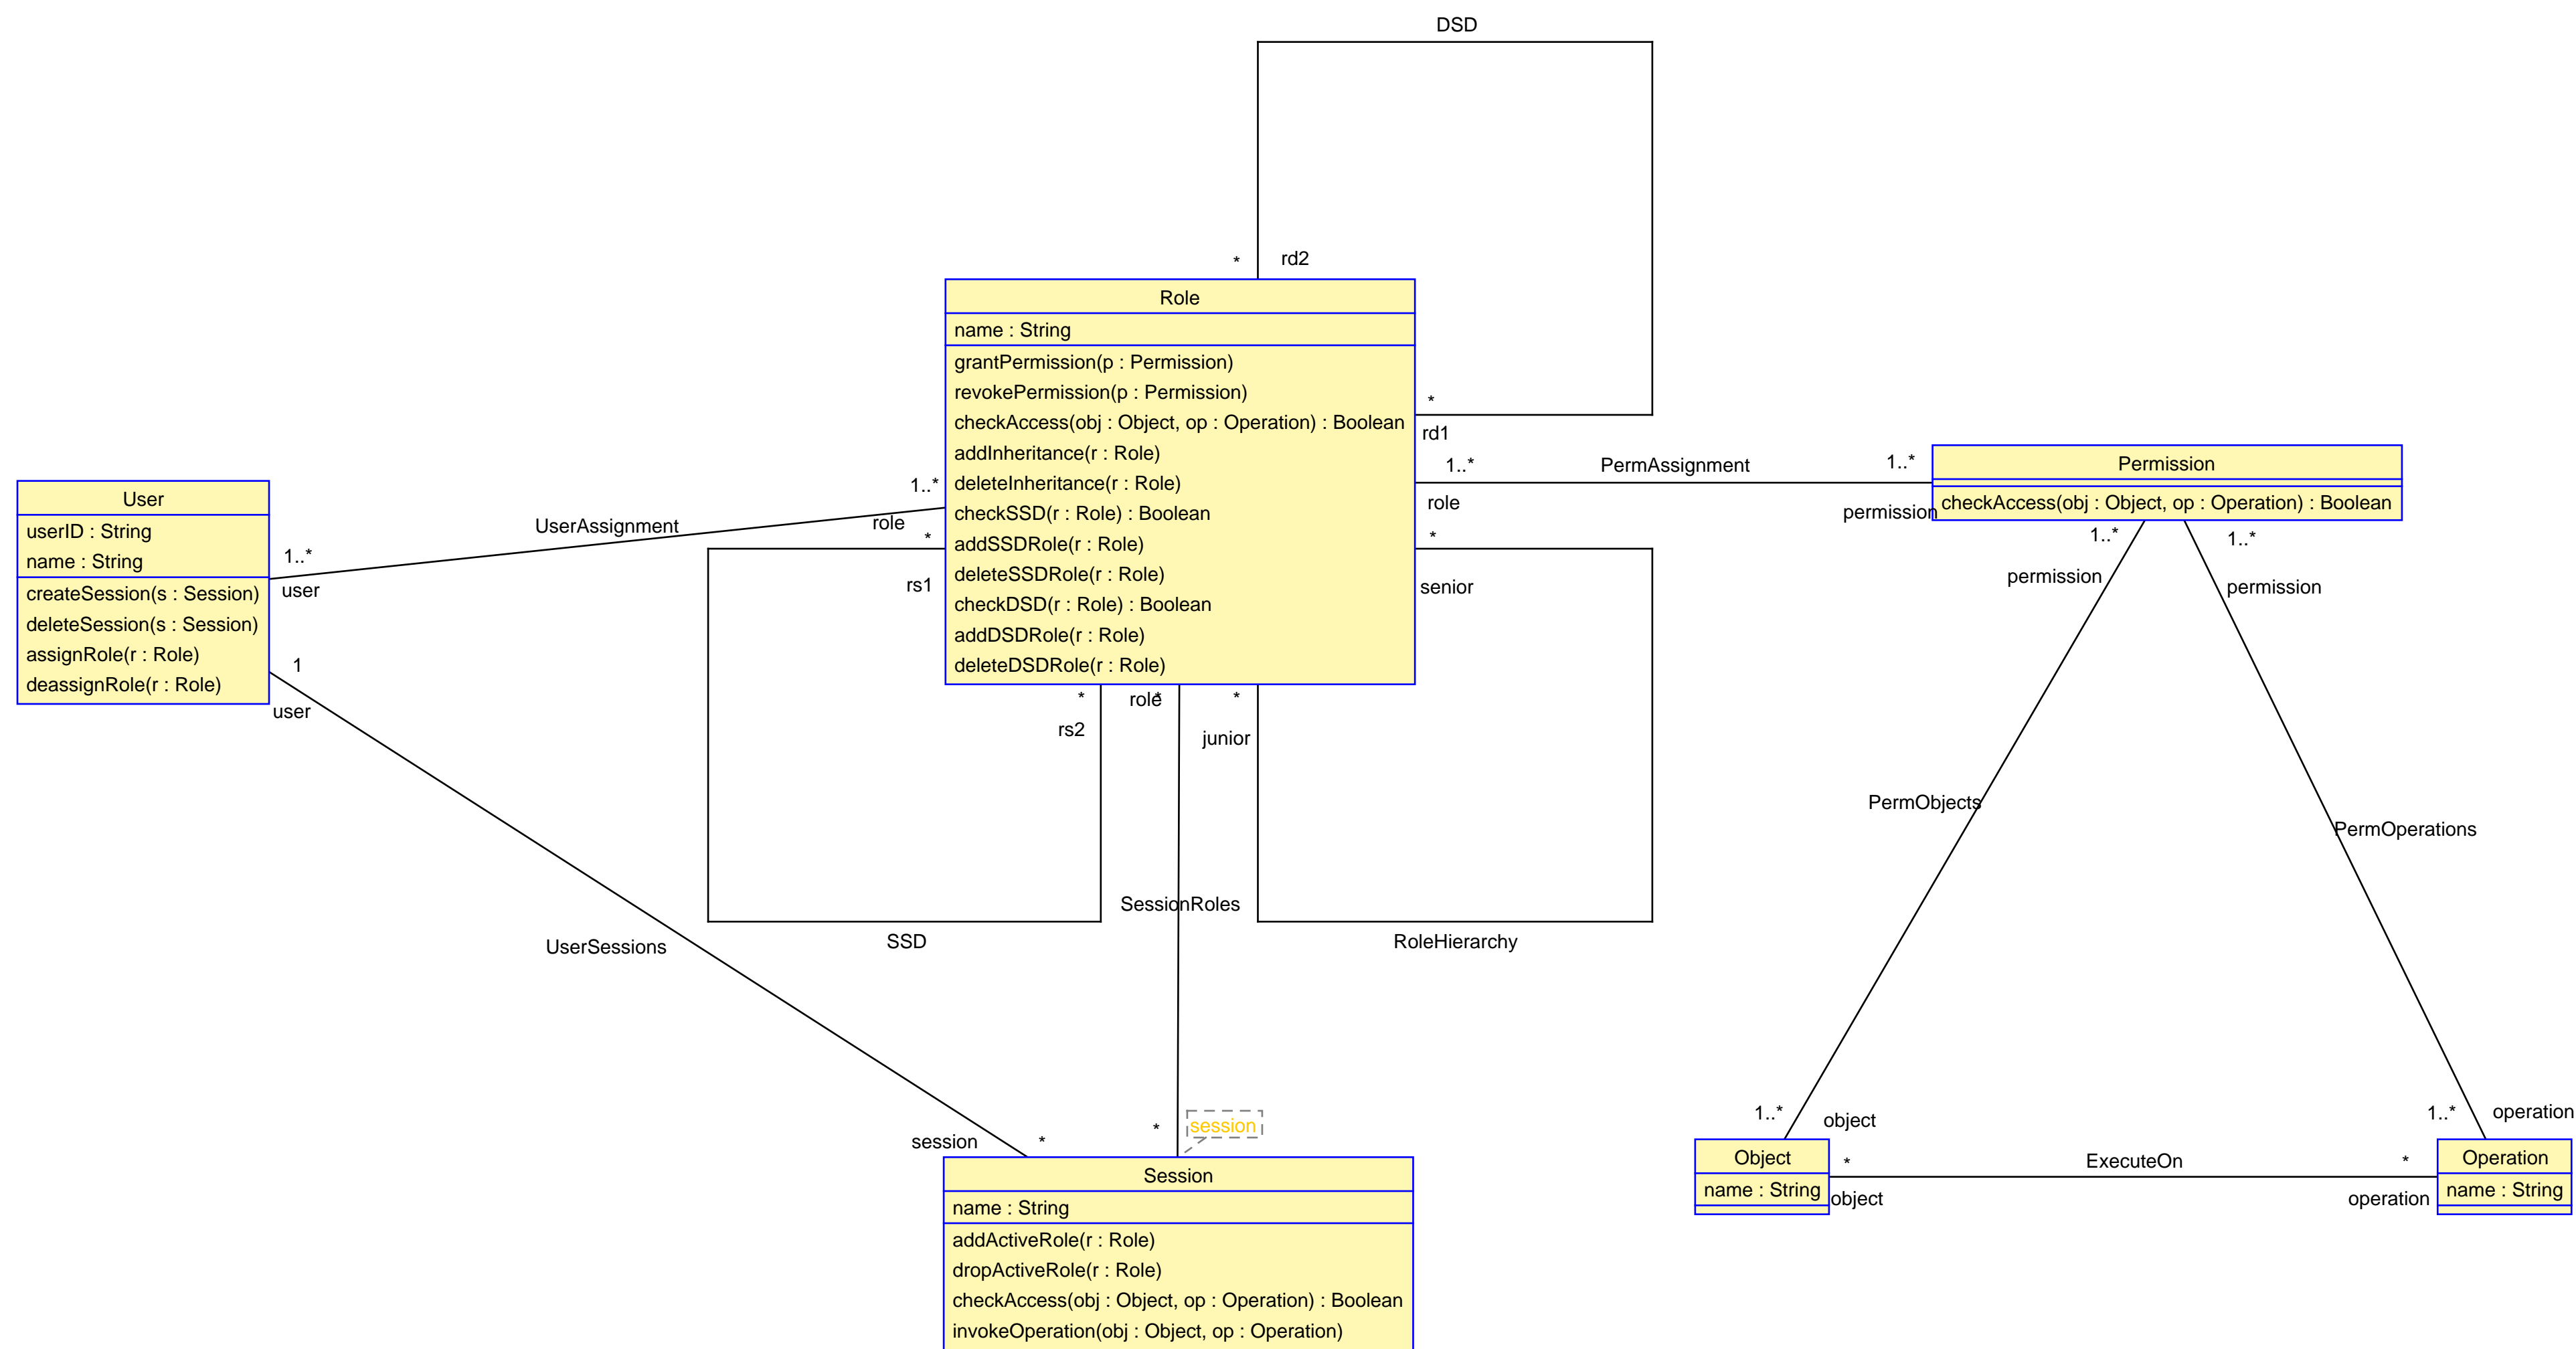 DSD
*
rd2
Role
name : String
grantPermission(p : Permission)
revokePermission(p : Permission)
checkAccess(obj : Object, op : Operation) : Boolean
addInheritance(r : Role)
deleteInheritance(r : Role)
checkSSD(r : Role) : Boolean
addSSDRole(r : Role)
deleteSSDRole(r : Role)
checkDSD(r : Role) : Boolean
addDSDRole(r : Role)
deleteDSDRole(r : Role)
*
rd1
1..*
PermAssignment
1..*
role
permission
Permission
checkAccess(obj : Object, op : Operation) : Boolean
User
userID : String
name : String
createSession(s : Session)
deleteSession(s : Session)
assignRole(r : Role)
deassignRole(r : Role)
1..*
user
UserAssignment
1..*
role
*
rs1
*
senior
1..*
permission
1..*
permission
1
user
*
rs2
role
*
*
junior
PermObjects
PermOperations
SessionRoles
SSD
RoleHierarchy
UserSessions
session
*
*
session
1..*
object
1..*
operation
Session
name : String
addActiveRole(r : Role)
dropActiveRole(r : Role)
checkAccess(obj : Object, op : Operation) : Boolean
invokeOperation(obj : Object, op : Operation)
Object
name : String
*
object
ExecuteOn
*
operation
Operation
name : String